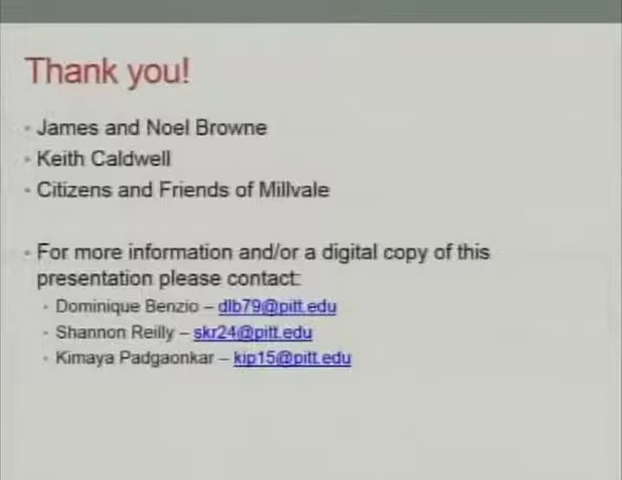 Thank you!
James and Noel Browne
Keith Caldwell
Citizens and Friends of Millvale
For more information and/or a digital copy of this
presentation please contact:
Dominique Benzio – dlb79@pitt.edu
Shannon Reilly – skr24@pitt.edu
Kimaya Padgaonkar – kip15@pitt.edu